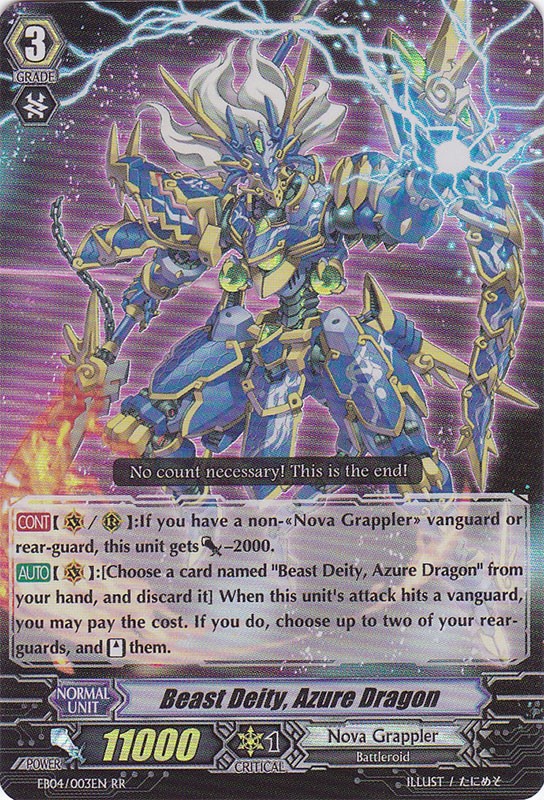 3
GRADE
No count necessary! This is the end!
CONT [ / ]:If you have a non-«Nova Grappler» vanguard or
rear-guard, this unit gets -2000.
AUTO [ ]:[Choose a card named "Beast Deity, Azure Dragon" from
your hand, and discard it] When this unit's attack hits a vanguard,
you may pay the cost. If you do, choose up to two of your rear-
guards, and them.
NORMAL
UNIT
Beast Deity, Azure Dragon
POWER 11000
1
CRITICAL
Nova Grappler
Battleroid
EB04/003EN RR
ILLUST / たにめそ